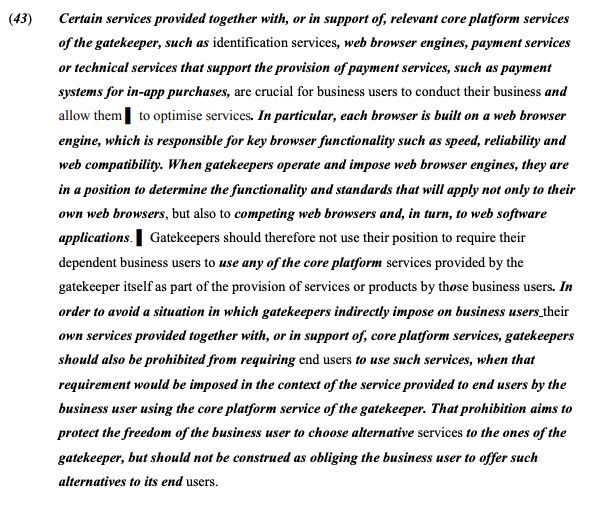 (43) Certain services provided together with, or in support of, relevant core platform services
of the gatekeeper, such as identification services, web browser engines, payment services
or technical services that support the provision of payment services, such as payment
systems for in-app purchases, are crucial for business users to conduct their business and
allow them▌ to optimise services. In particular, each browser is built on a web browser
engine, which is responsible for key browser functionality such as speed, reliability and
web compatibility. When gatekeepers operate and impose web browser engines, they are
in a position to determine the functionality and standards that will apply not only to their
own web browsers, but also to competing web browsers and, in turn, to web software
applications.▌ Gatekeepers should therefore not use their position to require their
dependent business users to use any of the core platform services provided by the
gatekeeper itself as part of the provision of services or products by those business users. In
order to avoid a situation in which gatekeepers indirectly impose on business users their
own services provided together with, or in support of, core platform services, gatekeepers
should also be prohibited from requiring end users to use such services, when that
requirement would be imposed in the context of the service provided to end users by the
business user using the core platform service of the gatekeeper. That prohibition aims to
protect the freedom of the business user to choose alternative services to the ones of the
gatekeeper, but should not be construed as obliging the business user to offer such
alternatives to its end users.